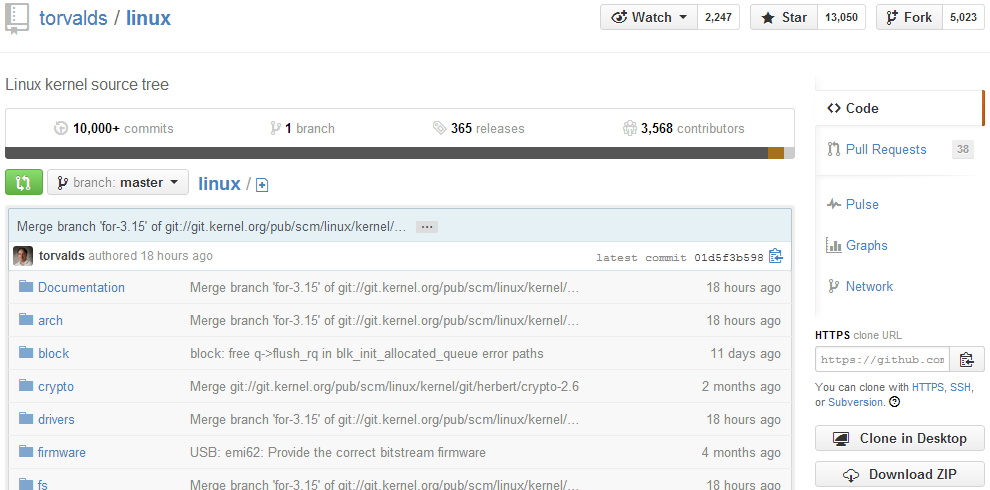 torvalds / linux
Watch 2,247 Star 13,050 Fork 5,023
Linux kernel source tree
10,000+ commits 1 branch 365 releases 3,568 contributors
branch: master linux /
Merge branch 'for-3.15' of git://git.kernel.org/pub/scm/linux/kernel/… ...
torvalds authored 18 hours ago latest commit 01d5f3b598
Documentation Merge branch 'for-3.15' of git://git.kernel.org/pub/scm/linux/kernel/… 18 hours ago
arch Merge branch 'for-3.15' of git://git.kernel.org/pub/scm/linux/kernel/… 18 hours ago
block block: free q->flush_rq in blk_init_allocated_queue error paths 11 days ago
crypto Merge git://git.kernel.org/pub/scm/linux/kernel/git/herbert/crypto-2.6 2 months ago
drivers Merge branch 'for-3.15' of git://git.kernel.org/pub/scm/linux/kernel/… 18 hours ago
firmware USB: emi62: Provide the correct bitstream firmware 4 months ago
fs Merge branch 'for-3.15' of git://git.kernel.org/pub/scm/linux/kernel/… 18 hours ago
Code
Pull Requests 38
Pulse
Graphs
Network
HTTPS clone URL
https://github.com
You can clone with HTTPS, SSH,
or Subversion.
Clone in Desktop
Download ZIP